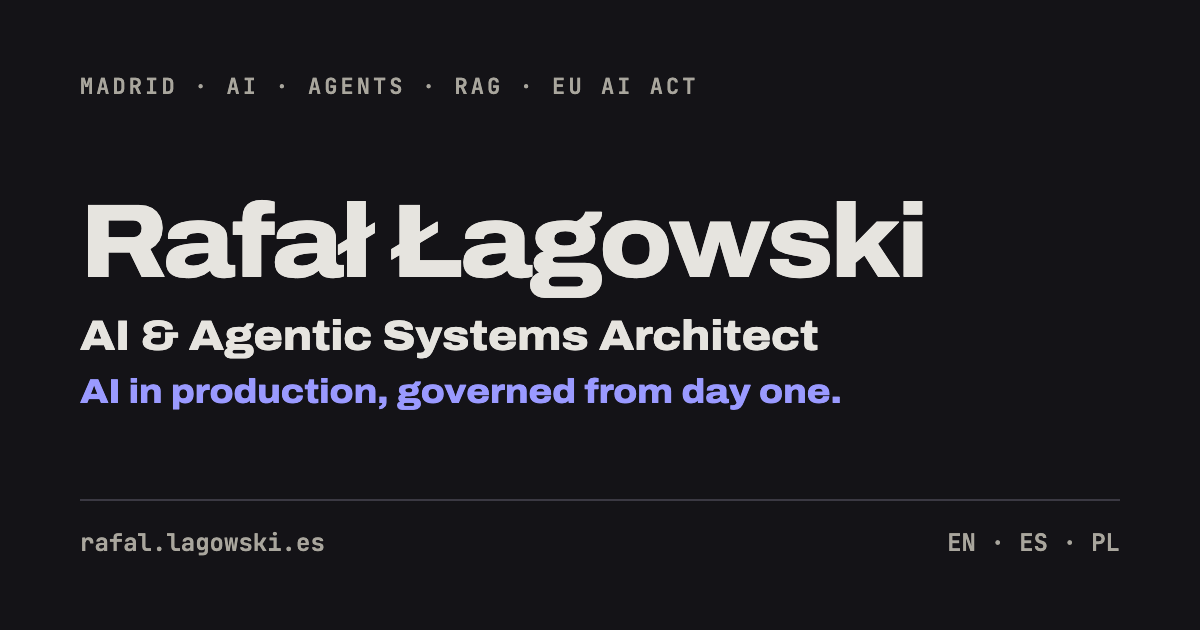 MADRID · AI · AGENTS · RAG · EU AI ACT
Rafał Łagowski
AI & Agentic Systems Architect
AI in production, governed from day one.
rafal.lagowski.es
EN · ES · PL